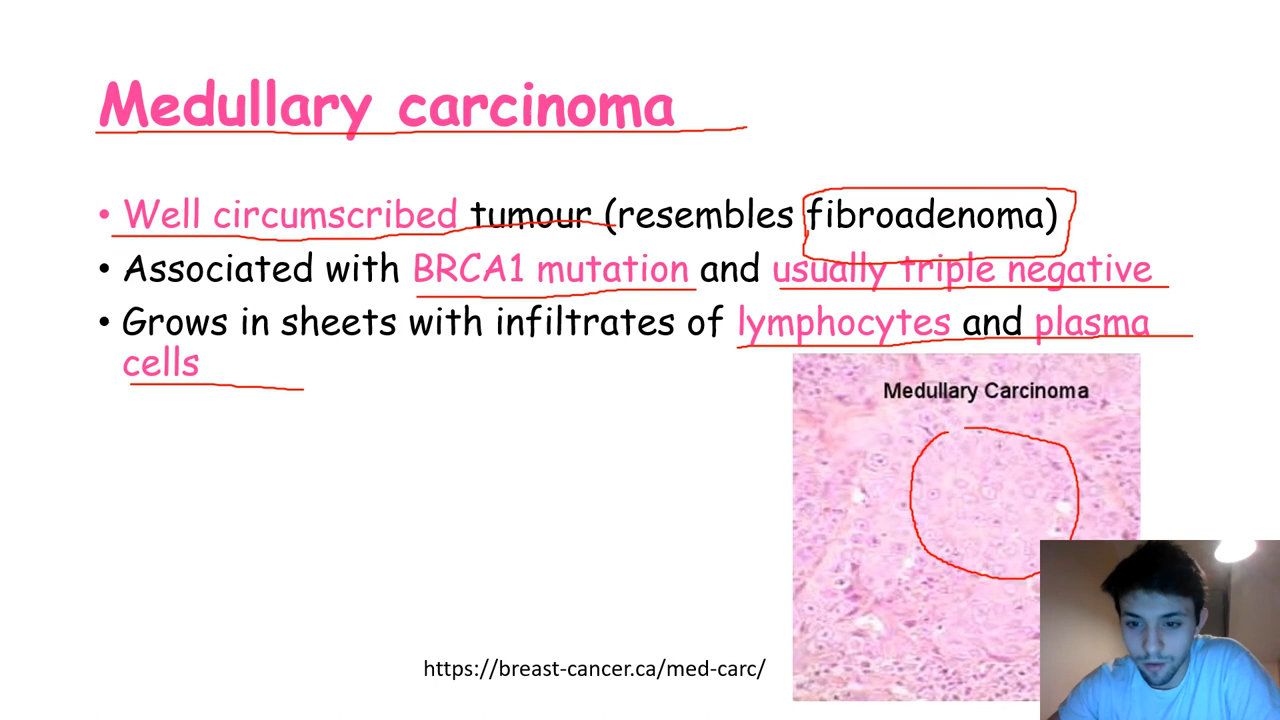 Medullary carcinoma
• Well circumscribed tumour (resembles fibroadenoma)
• Associated with BRCA1 mutation and usually triple negative
• Grows in sheets with infiltrates of lymphocytes and plasma
cells
Medullary Carcinoma
https://breast-cancer.ca/med-carc/